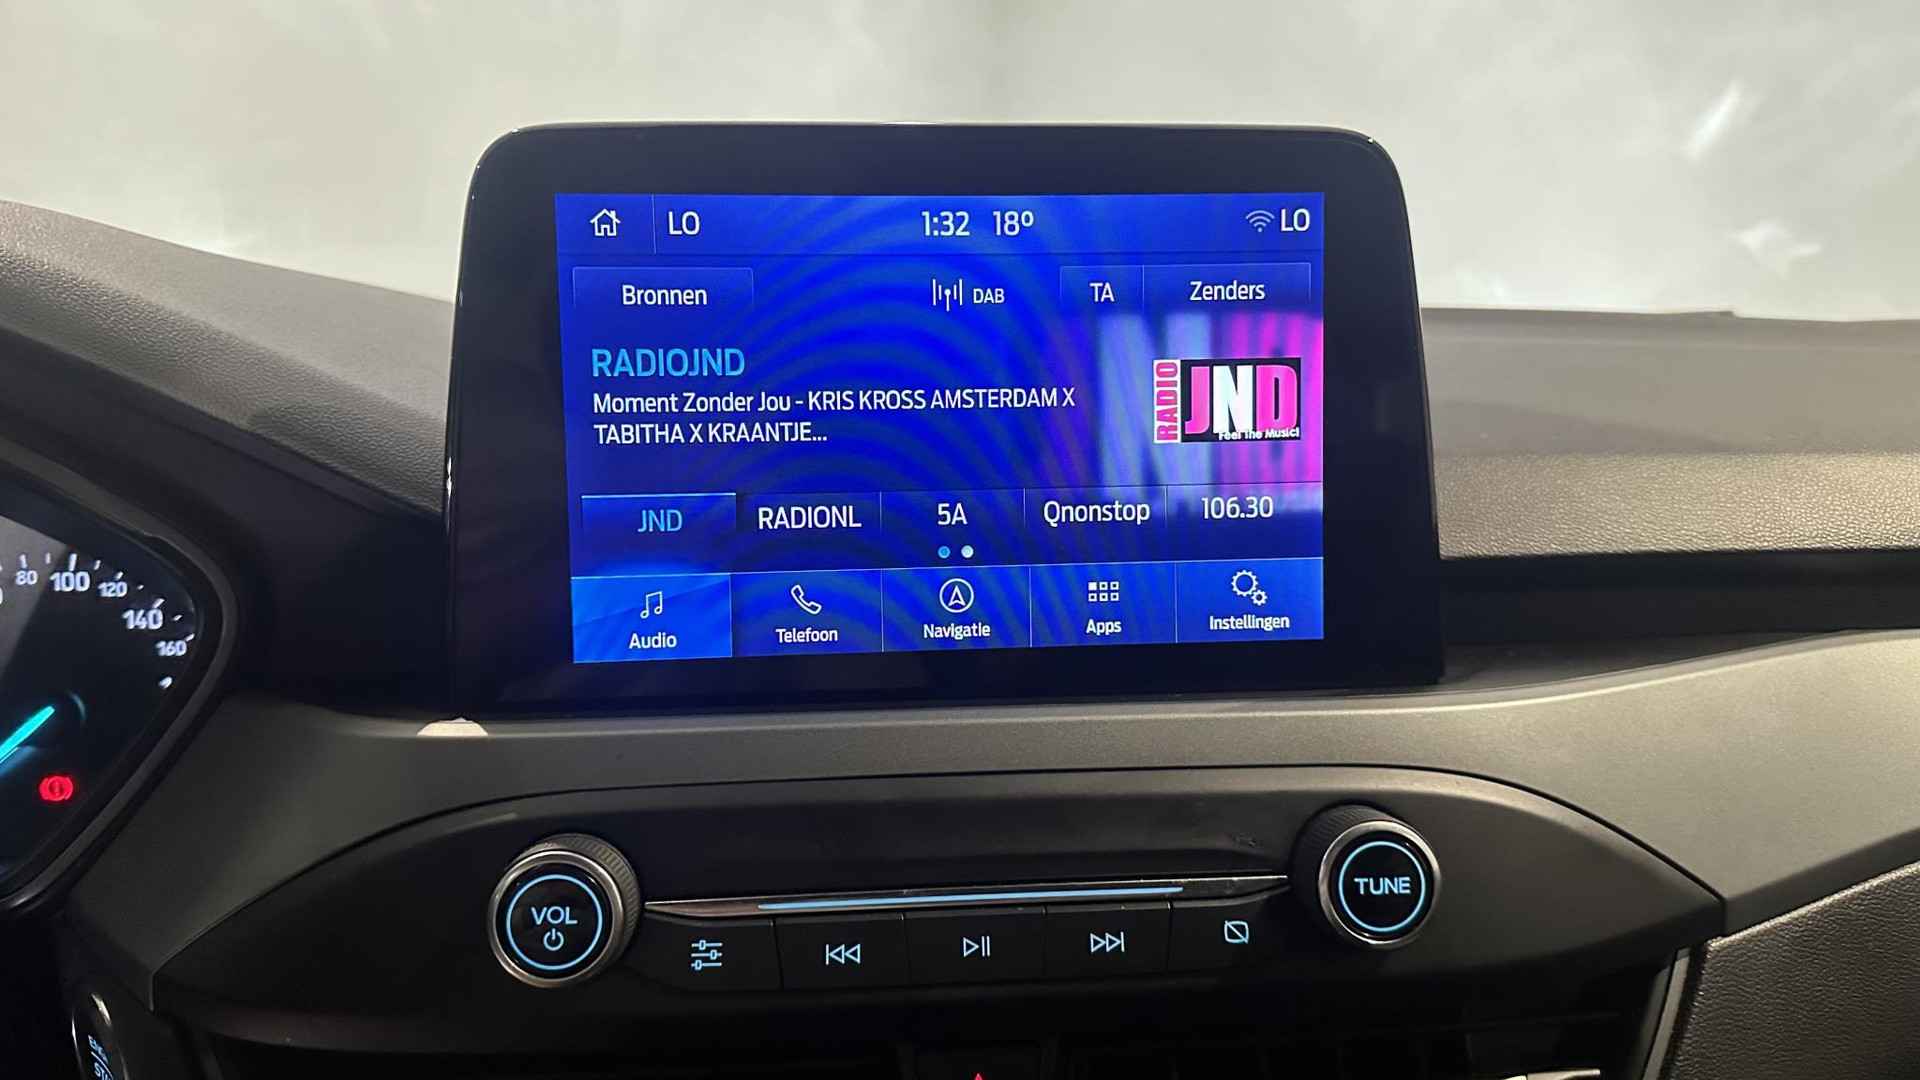 LO 1:32 18° LO
Bronnen DAB TA Zenders
RADIOJND
Moment Zonder Jou - KRIS KROSS AMSTERDAM X
TABITHA X KRAANTJE...
RADIO
JND
Feel The Music!
JND RADIONL 5A Qnonstop 106.30
Audio Telefoon Navigatie Apps Instellingen
80 100 120 140 160
VOL
TUNE